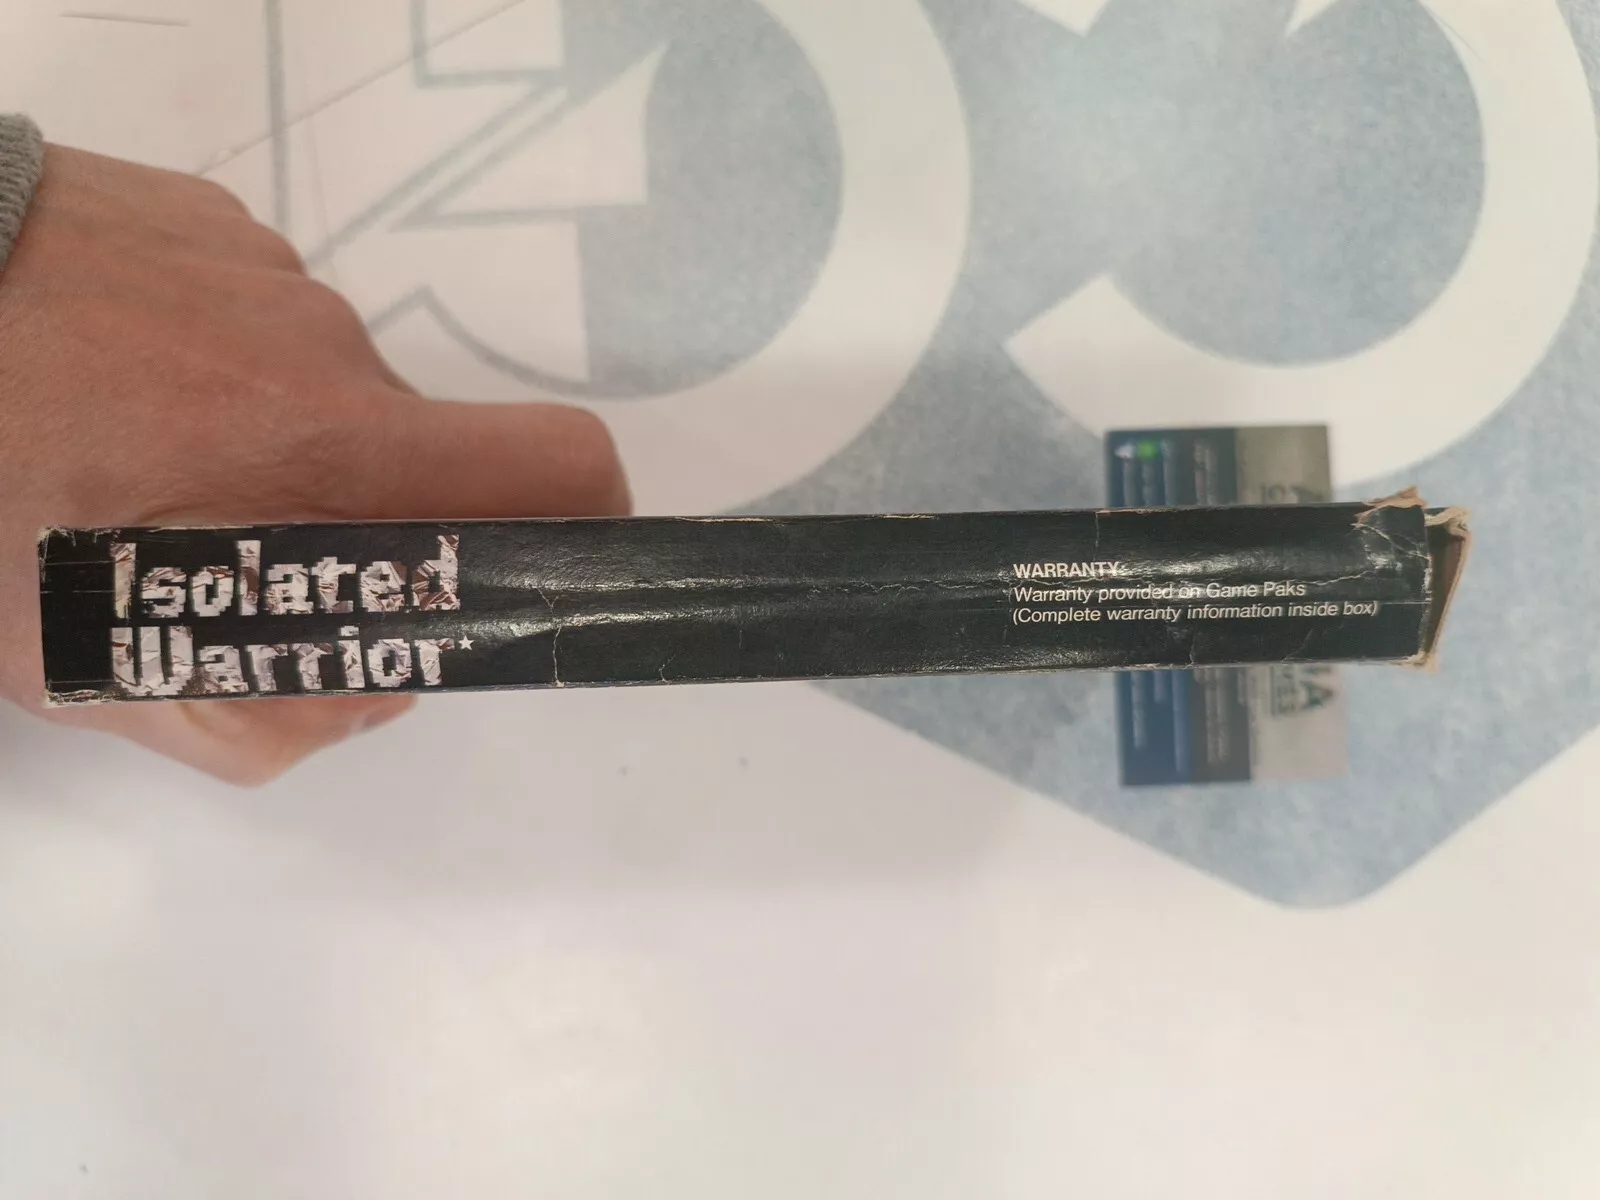 Isolated
Warrior*
WARRANTY:
Warranty provided on Game Paks
(Complete warranty information inside box)